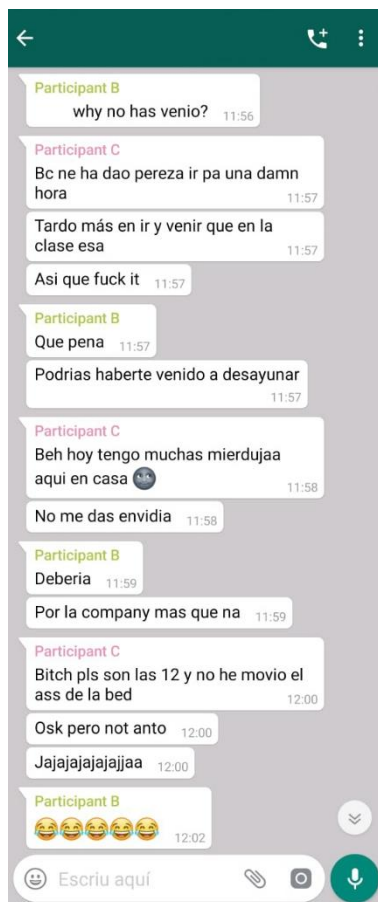 Participant B
why no has venio? 11:56
Participant C
Bc ne ha dao pereza ir pa una damn
hora 11:57
Tardo más en ir y venir que en la
clase esa 11:57
Asi que fuck it 11:57
Participant B
Que pena 11:57
Podrias haberte venido a desayunar
11:57
Participant C
Beh hoy tengo muchas mierdujaa
aqui en casa 🌚 11:58
No me das envidia 11:58
Participant B
Deberia 11:59
Por la company mas que na 11:59
Participant C
Bitch pls son las 12 y no he movio el
ass de la bed 12:00
Osk pero not anto 12:00
Jajajajajajjaa 12:00
Participant B
😂😂😂😂😂 12:02
Escriu aquí